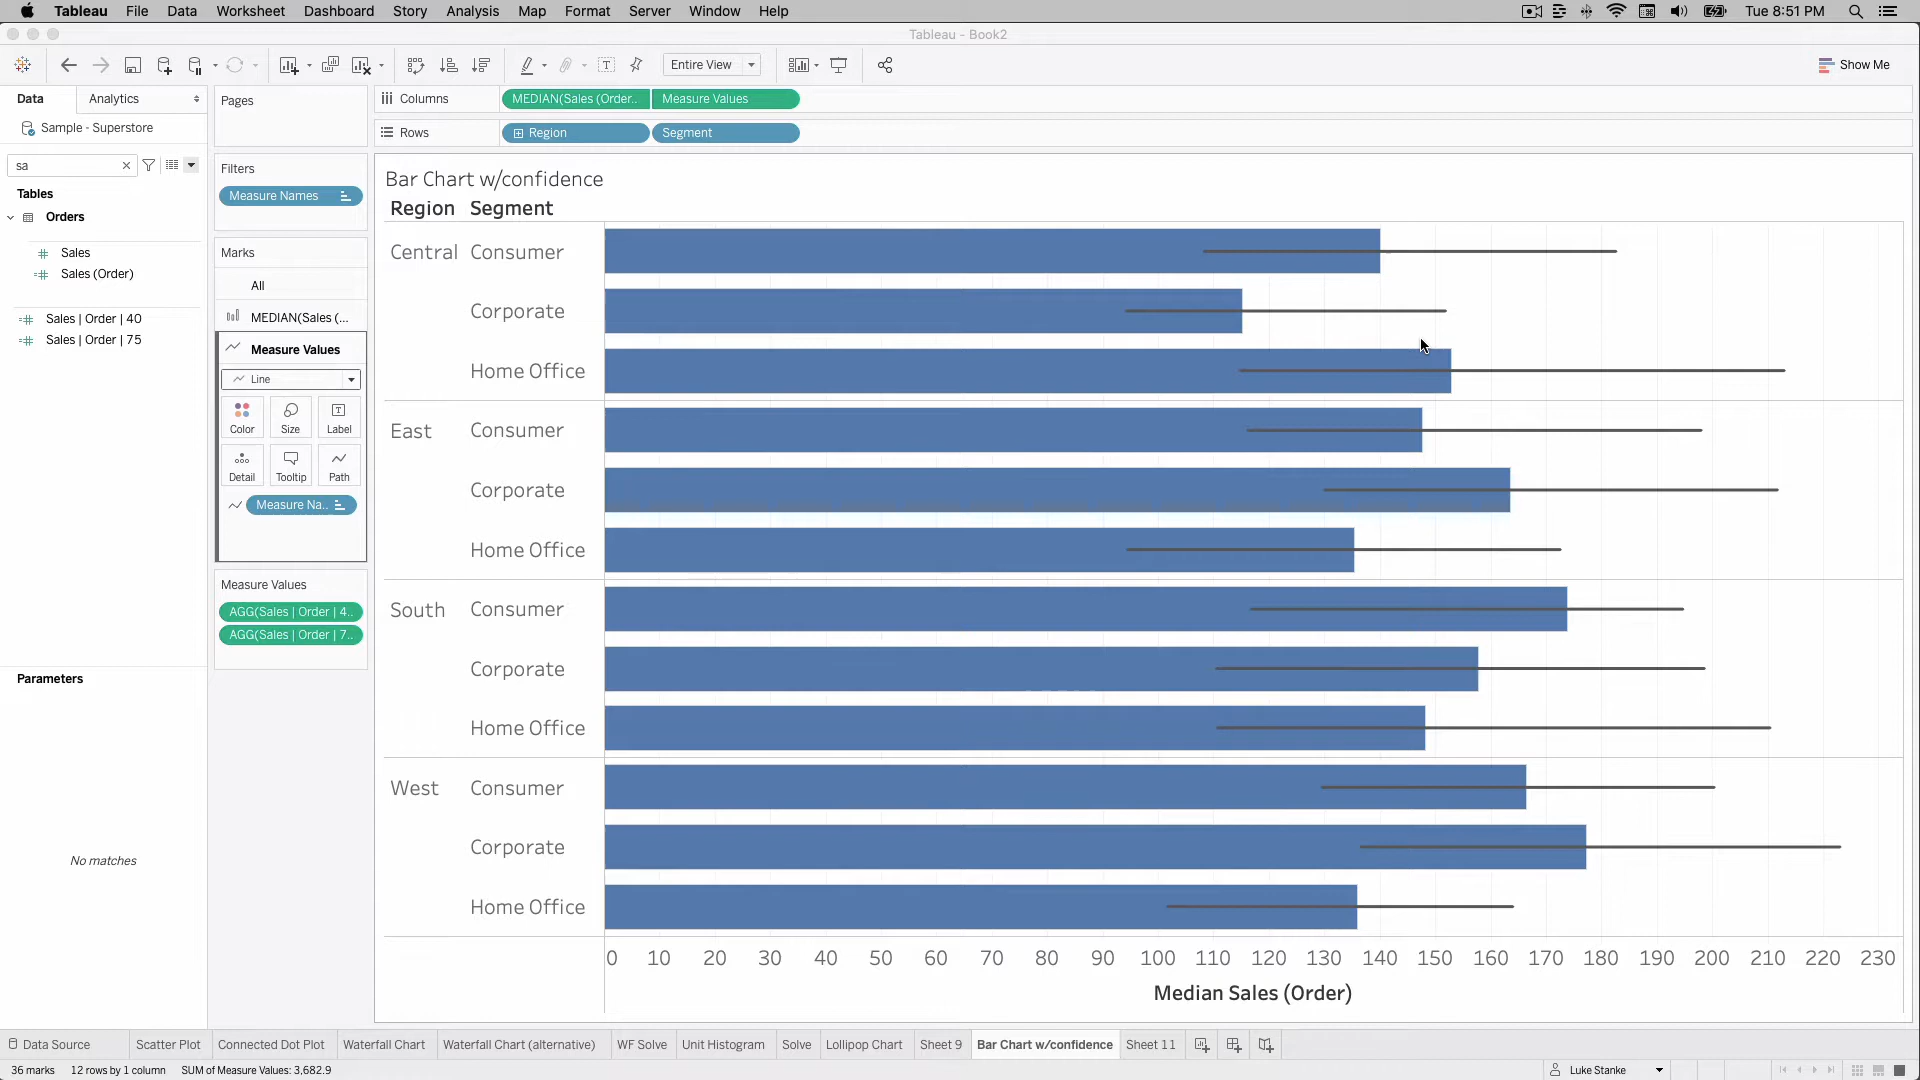 Tableau File Data Worksheet Dashboard Story Analysis Map Format Server Window Help Tue 8:51 PM
Tableau - Book2
Entire View Show Me
Data Analytics
Sample - Superstore
sa
Tables
Orders
Sales
Sales (Order)
Sales | Order | 40
Sales | Order | 75
Parameters
No matches
Pages
Filters
Measure Names
Marks
All
MEDIAN(Sales (...
Measure Values
Line
Color Size Label
Detail Tooltip Path
Measure Na..
Measure Values
AGG(Sales | Order | 4..
AGG(Sales | Order | 7..
Columns MEDIAN(Sales (Order.. Measure Values
Rows Region Segment
Bar Chart w/confidence
Region Segment
Central Consumer
Corporate
Home Office
East Consumer
Corporate
Home Office
South Consumer
Corporate
Home Office
West Consumer
Corporate
Home Office
0 10 20 30 40 50 60 70 80 90 100 110 120 130 140 150 160 170 180 190 200 210 220 230
Median Sales (Order)
Data Source Scatter Plot Connected Dot Plot Waterfall Chart Waterfall Chart (alternative) WF Solve Unit Histogram Solve Lollipop Chart Sheet 9 Bar Chart w/confidence Sheet 11
36 marks 12 rows by 1 column SUM of Measure Values: 3,682.9 Luke Stanke